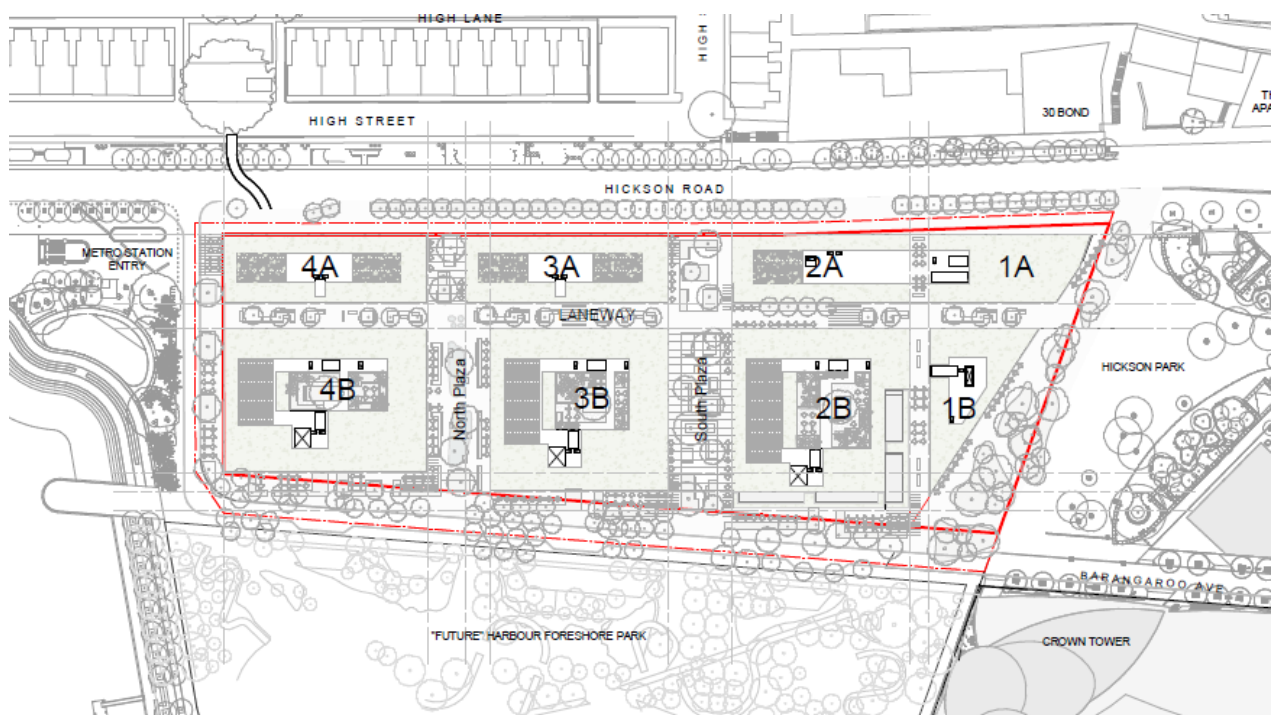 HIGH LANE
HIGH STREET
30 BOND
HICKSON ROAD
METRO STATION
ENTRY
4A
3A
2A
1A
LANEWAY
4B
North Plaza
3B
South Plaza
2B
1B
HICKSON PARK
BARANGAROO AVE
"FUTURE" HARBOUR FORESHORE PARK
CROWN TOWER